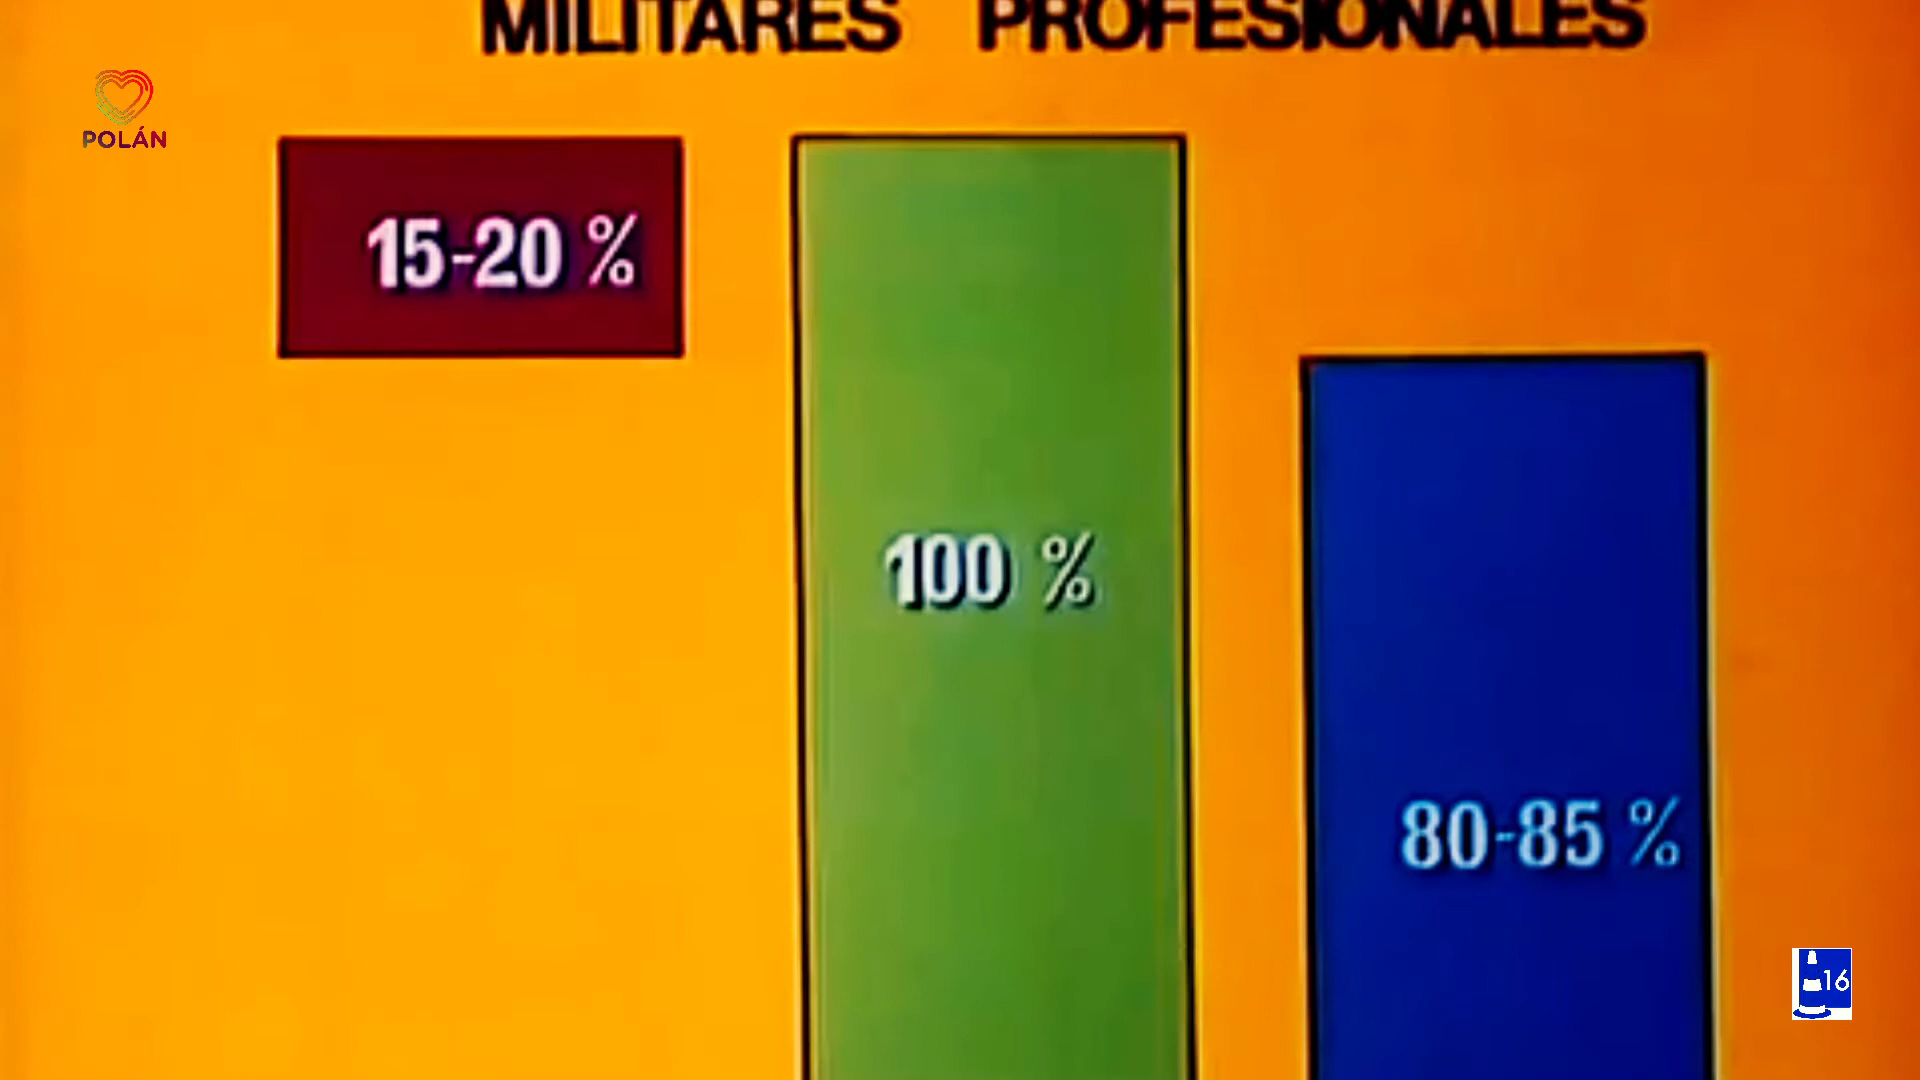 MILITARES PROFESIONALES
POLÁN
15-20 %
100 %
80-85 %
16